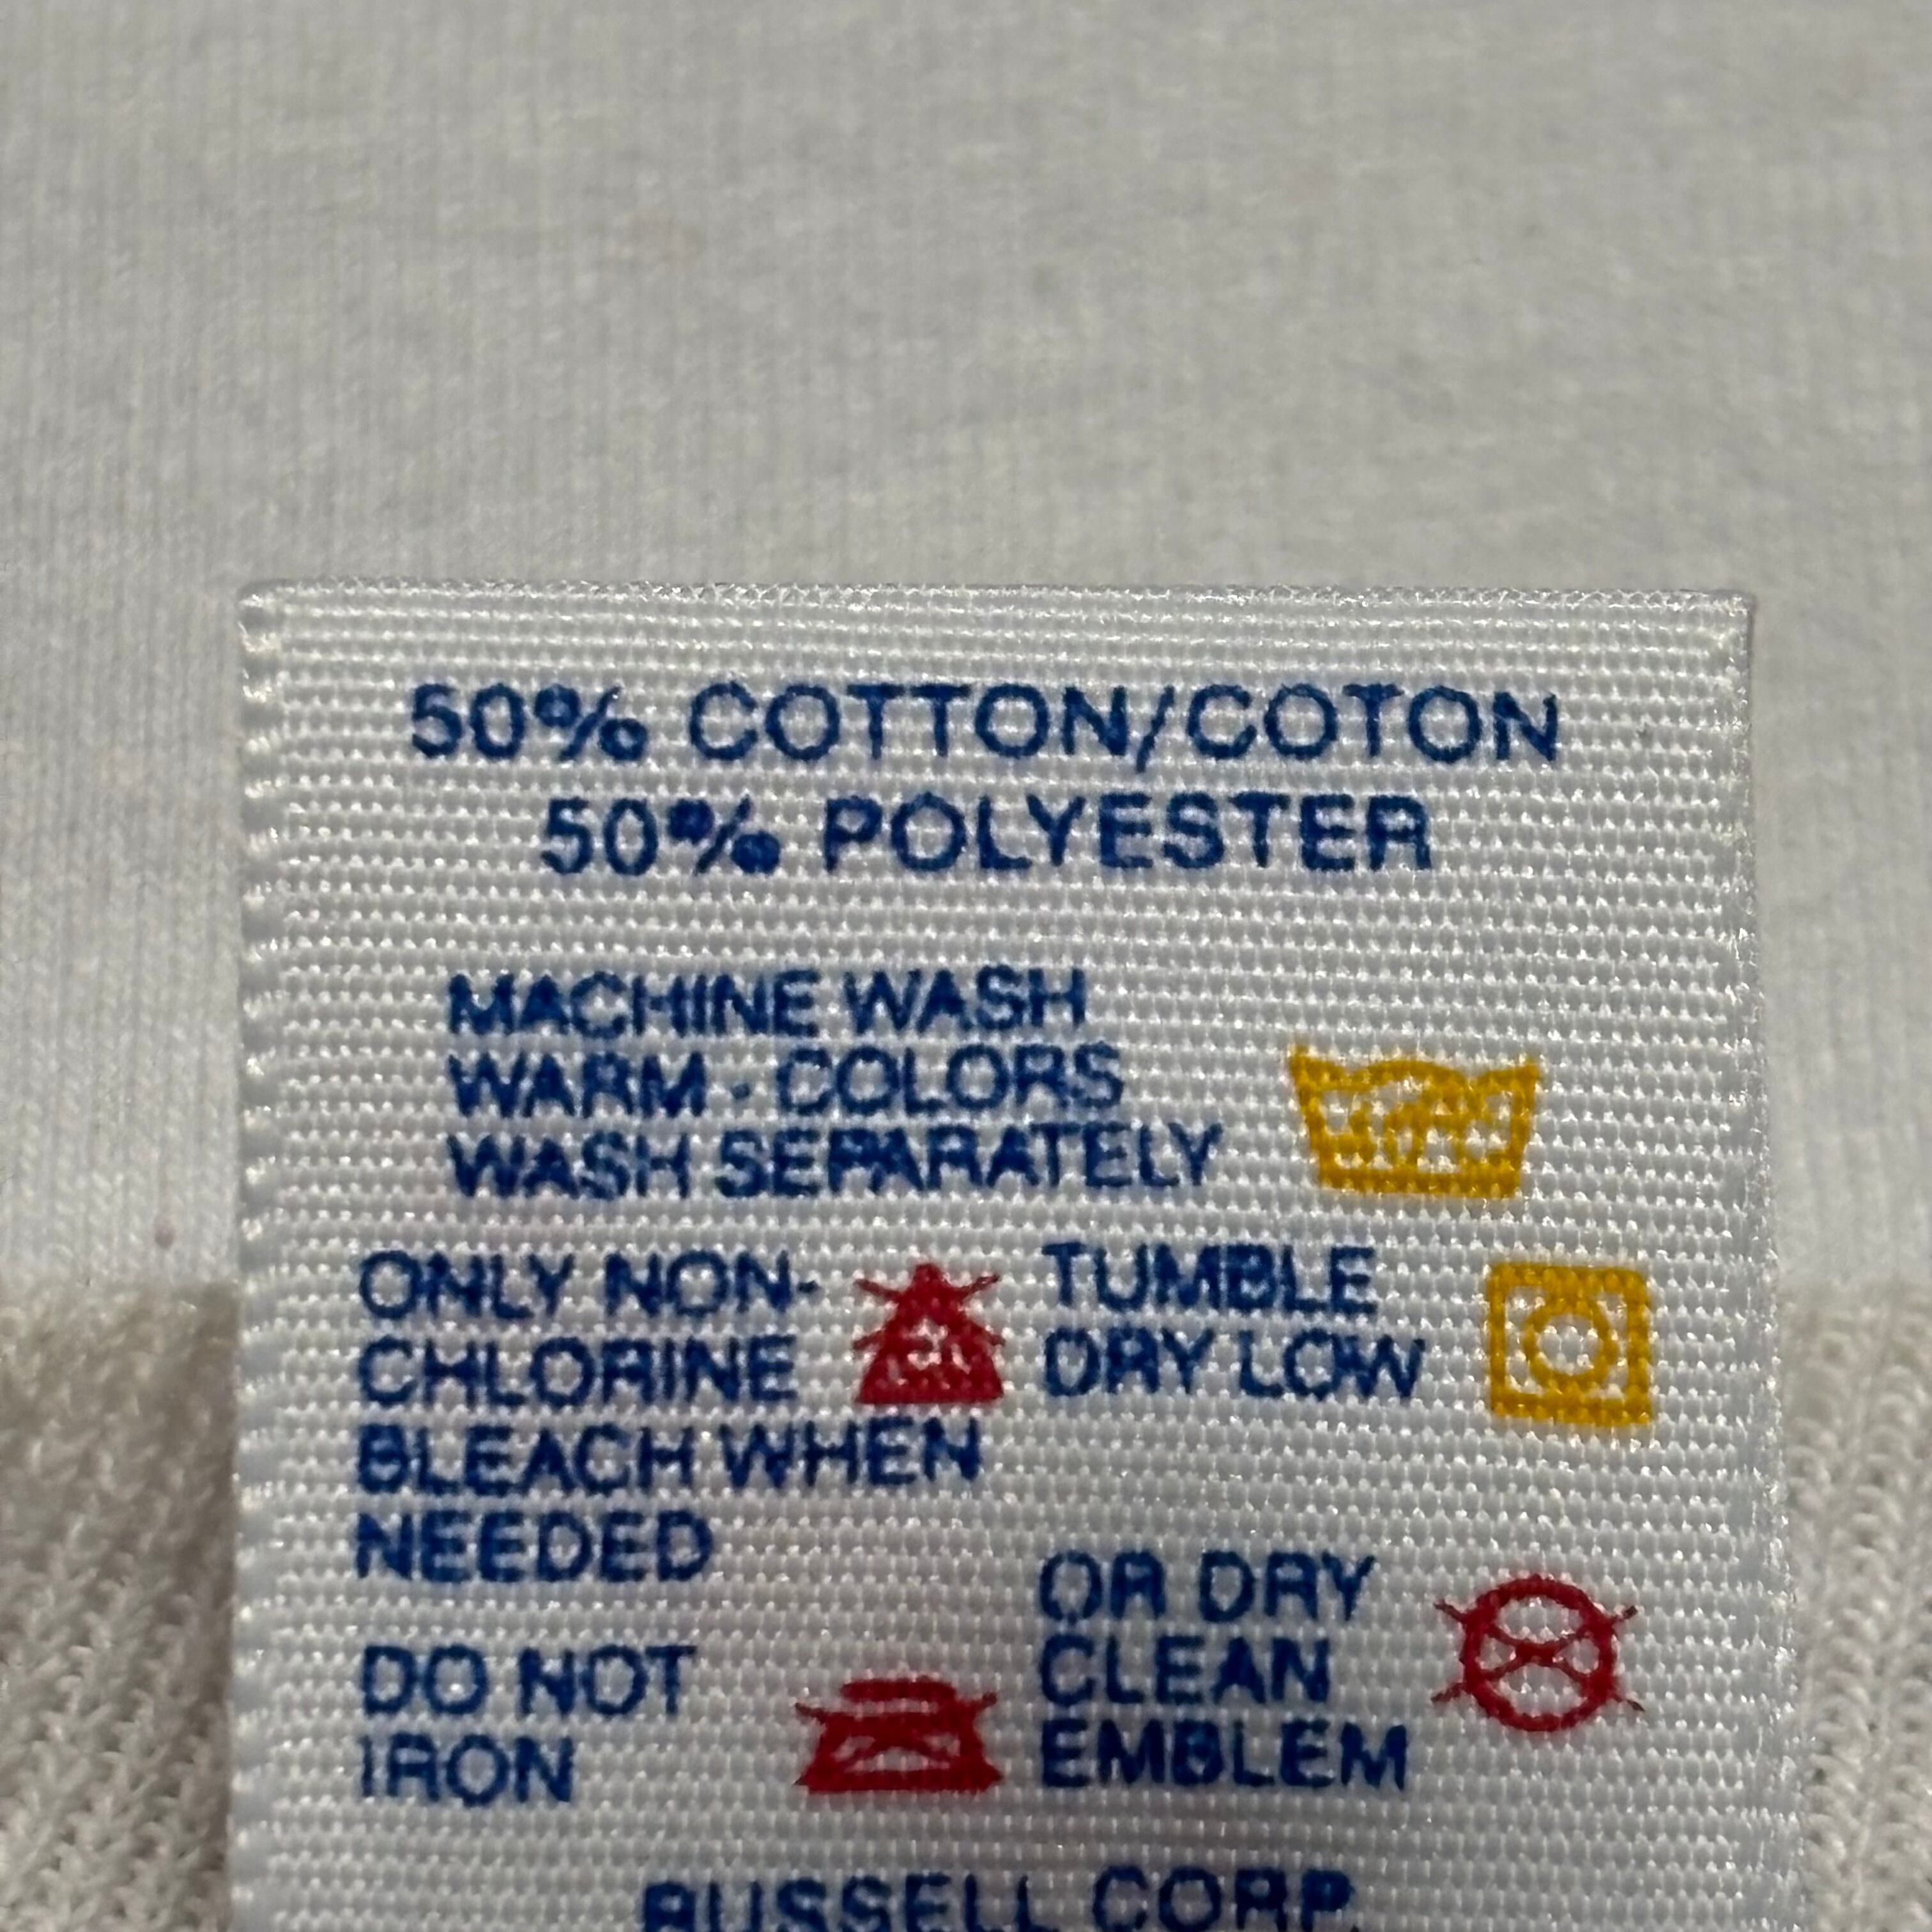 50% COTTON/COTON
50% POLYESTER
MACHINE WASH
WARM - COLORS
WASH SEPARATELY
ONLY NON-
CHLORINE
BLEACH WHEN
NEEDED
TUMBLE
DRY LOW
DO NOT
IRON
OR DRY
CLEAN
EMBLEM
RUSSELL CORP.